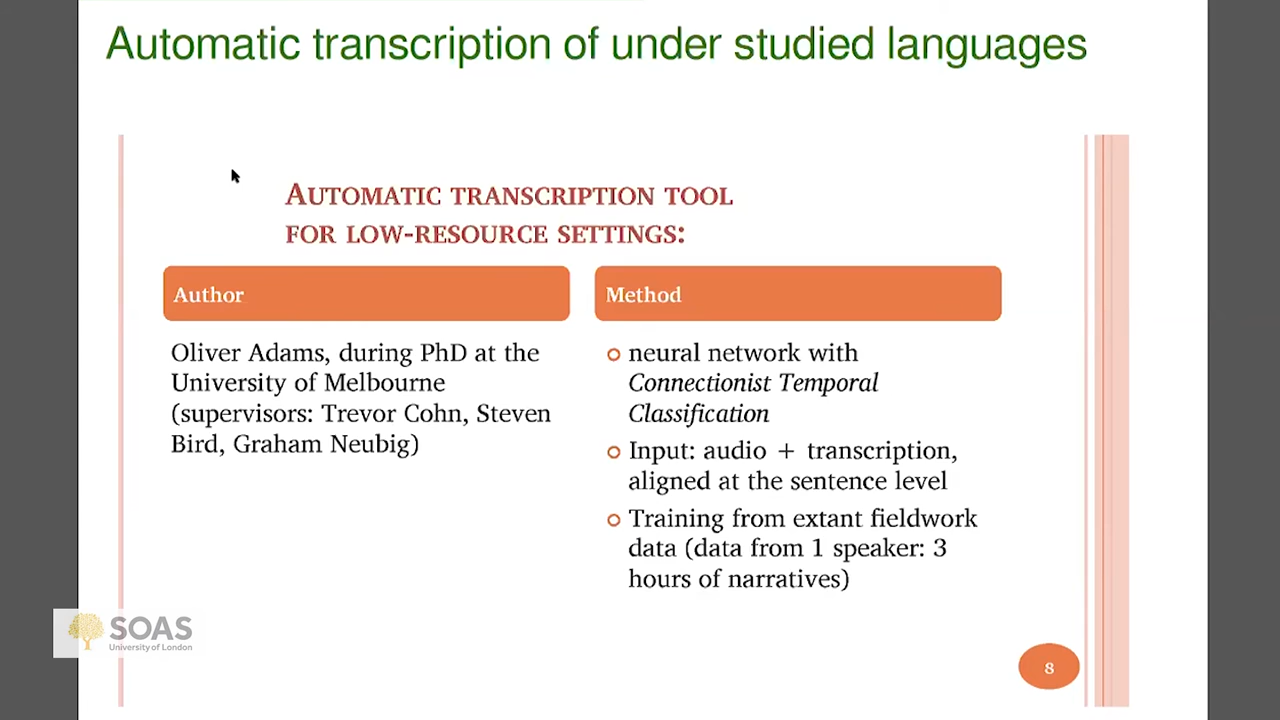 Automatic transcription of under studied languages
AUTOMATIC TRANSCRIPTION TOOL
FOR LOW-RESOURCE SETTINGS:
Author
Oliver Adams, during PhD at the
University of Melbourne
(supervisors: Trevor Cohn, Steven
Bird, Graham Neubig)
Method
neural network with
Connectionist Temporal
Classification
Input: audio + transcription,
aligned at the sentence level
Training from extant fieldwork
data (data from 1 speaker: 3
hours of narratives)
SOAS
University of London
8